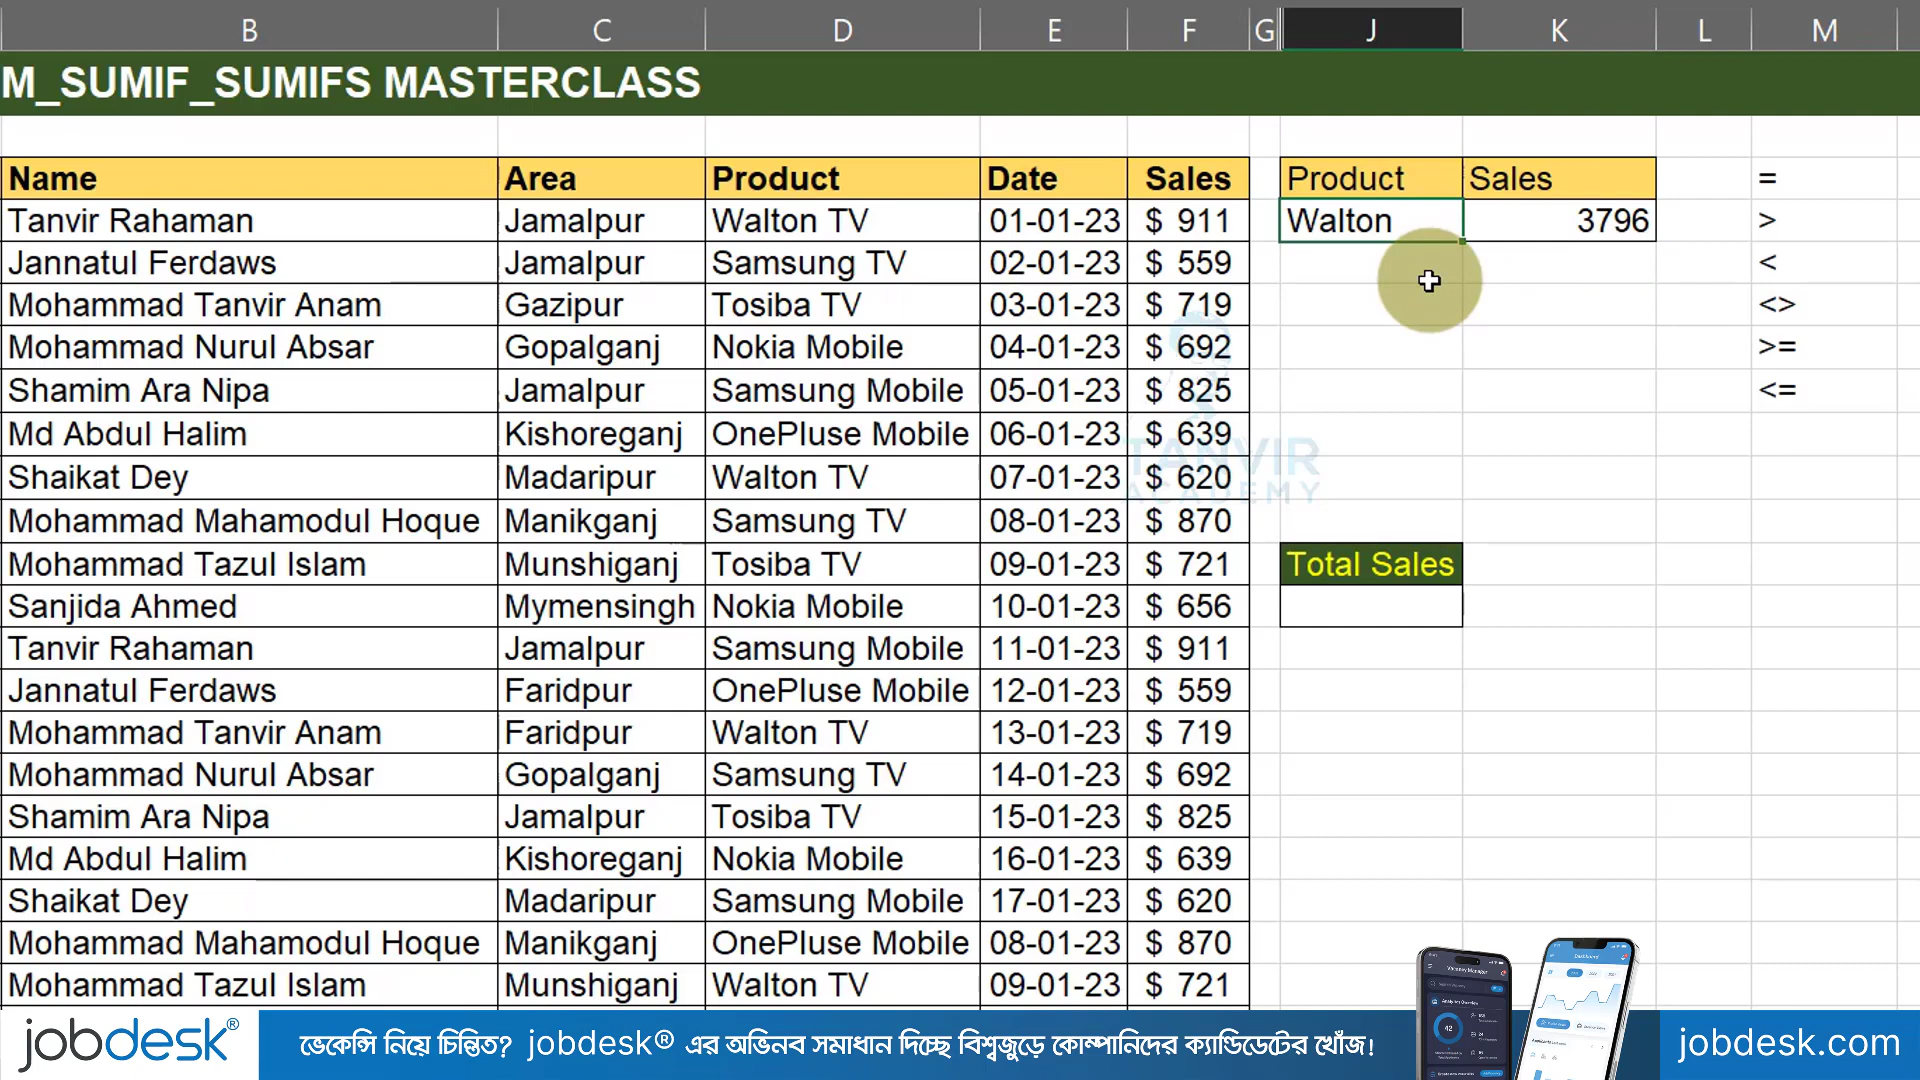 B C D E F G J K L M
M_SUMIF_SUMIFS MASTERCLASS
Name Area Product Date Sales Product Sales =
Tanvir Rahaman Jamalpur Walton TV 01-01-23 $ 911 Walton 3796 >
Jannatul Ferdaws Jamalpur Samsung TV 02-01-23 $ 559 <
Mohammad Tanvir Anam Gazipur Tosiba TV 03-01-23 $ 719 <>
Mohammad Nurul Absar Gopalganj Nokia Mobile 04-01-23 $ 692 >=
Shamim Ara Nipa Jamalpur Samsung Mobile 05-01-23 $ 825 <=
Md Abdul Halim Kishoreganj OnePluse Mobile 06-01-23 $ 639
TANVIR
Shaikat Dey Madaripur Walton TV 07-01-23 $ 620
ACADEMY
Mohammad Mahamodul Hoque Manikganj Samsung TV 08-01-23 $ 870
Mohammad Tazul Islam Munshiganj Tosiba TV 09-01-23 $ 721 Total Sales
Sanjida Ahmed Mymensingh Nokia Mobile 10-01-23 $ 656
Tanvir Rahaman Jamalpur Samsung Mobile 11-01-23 $ 911
Jannatul Ferdaws Faridpur OnePluse Mobile 12-01-23 $ 559
Mohammad Tanvir Anam Faridpur Walton TV 13-01-23 $ 719
Mohammad Nurul Absar Gopalganj Samsung TV 14-01-23 $ 692
Shamim Ara Nipa Jamalpur Tosiba TV 15-01-23 $ 825
Md Abdul Halim Kishoreganj Nokia Mobile 16-01-23 $ 639
Shaikat Dey Madaripur Samsung Mobile 17-01-23 $ 620
Mohammad Mahamodul Hoque Manikganj OnePluse Mobile 08-01-23 $ 870
Mohammad Tazul Islam Munshiganj Walton TV 09-01-23 $ 721
jobdesk® ভেকেন্সি নিয়ে চিন্তিত? jobdesk® এর অভিনব সমাধান দিচ্ছে বিশ্বজুড়ে কোম্পানিদের ক্যান্ডিডেটের খোঁজ! jobdesk.com